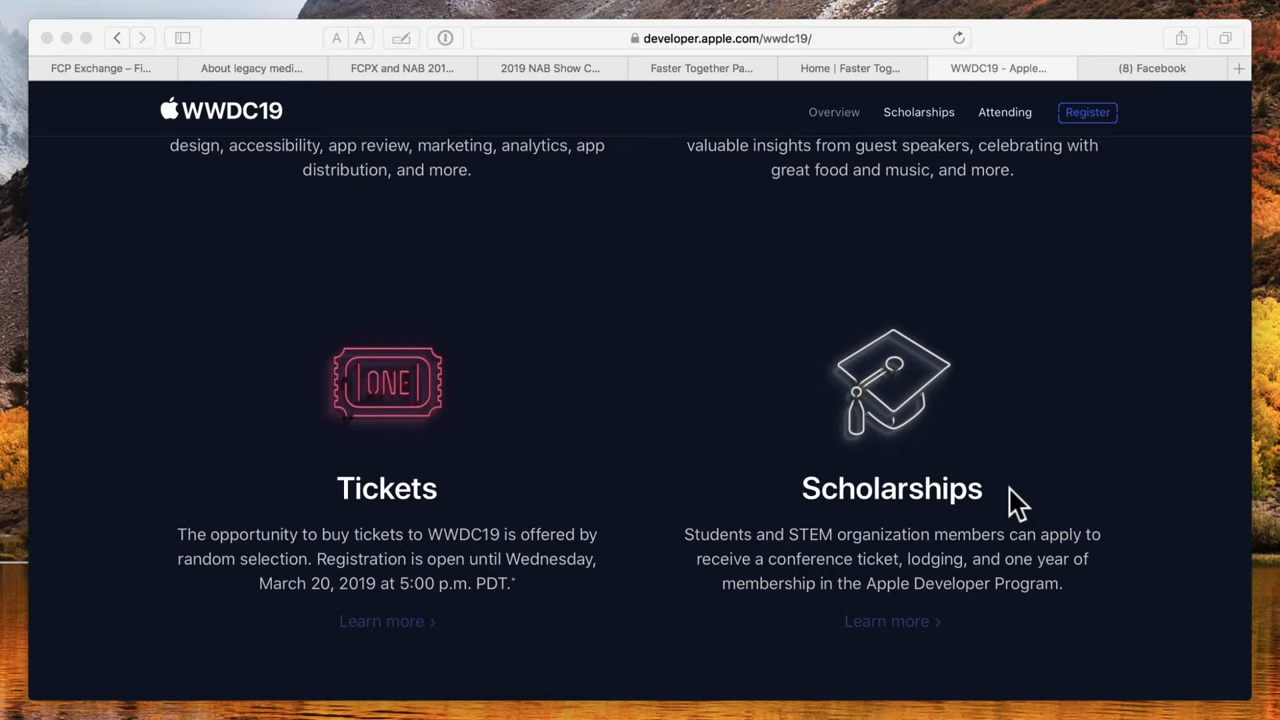 A A
developer.apple.com/wwdc19/
FCP Exchange – Fi...
About legacy medi...
FCPX and NAB 201...
2019 NAB Show C...
Faster Together Pa...
Home | Faster Tog...
WWDC19 - Apple...
(8) Facebook
WWDC19
Overview
Scholarships
Attending
Register
design, accessibility, app review, marketing, analytics, app
distribution, and more.
valuable insights from guest speakers, celebrating with
great food and music, and more.
ONE
Tickets
The opportunity to buy tickets to WWDC19 is offered by
random selection. Registration is open until Wednesday,
March 20, 2019 at 5:00 p.m. PDT.*
Learn more ›
Scholarships
Students and STEM organization members can apply to
receive a conference ticket, lodging, and one year of
membership in the Apple Developer Program.
Learn more ›